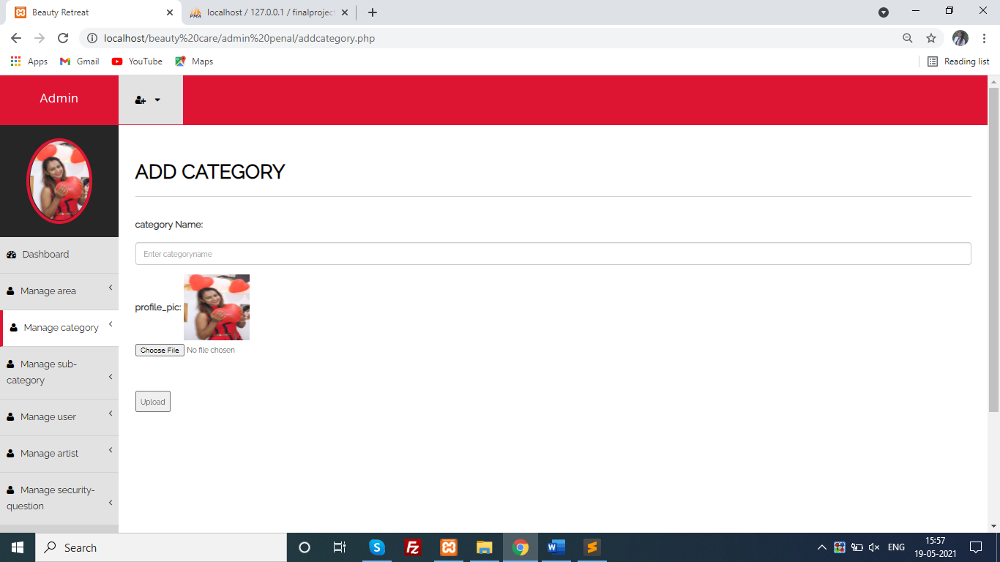 Beauty Retreat
localhost / 127.0.0.1 / finalproject
localhost/beauty%20care/admin%20penal/addcategory.php
Apps Gmail YouTube Maps Reading list
Admin
ADD CATEGORY
category Name:
Enter categoryname
profile_pic:
Choose File No file chosen
Upload
Dashboard
Manage area
Manage category
Manage sub-
category
Manage user
Manage artist
Manage security-
question
Search
ENG
15:57
19-05-2021